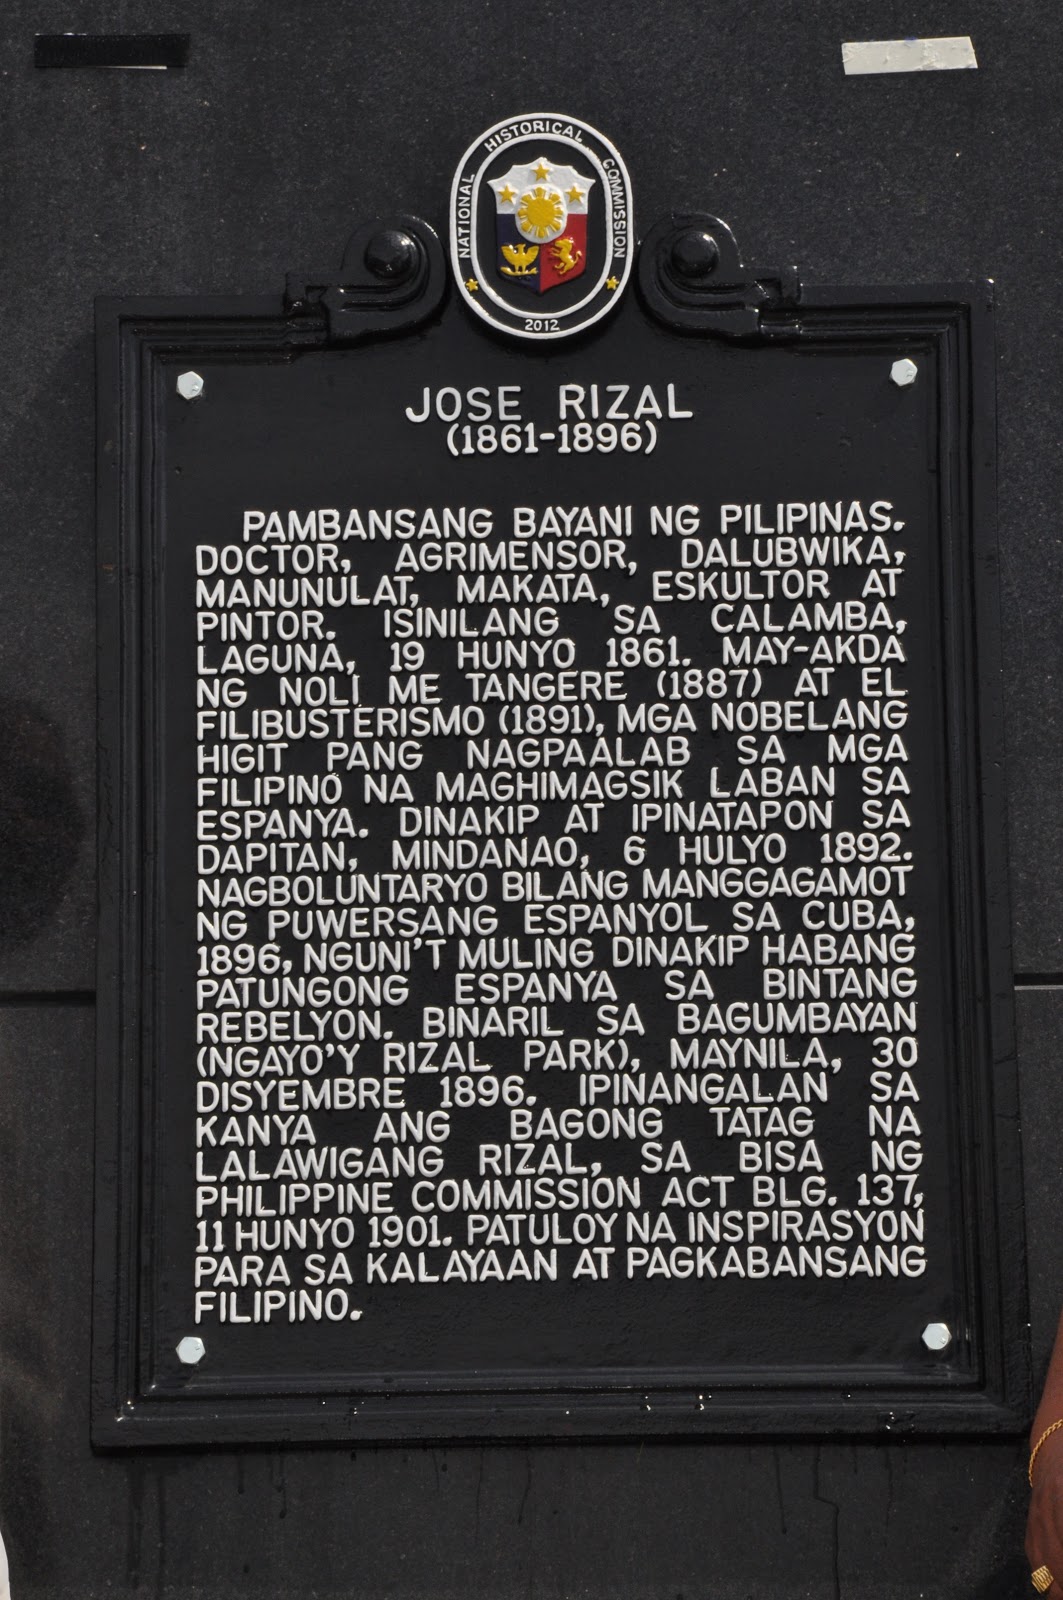 NATIONAL HISTORICAL COMMISSION
2012
JOSE RIZAL
(1861-1896)
PAMBANSANG BAYANI NG PILIPINAS.
DOCTOR, AGRIMENSOR, DALUBWIKA,
MANUNULAT, MAKATA, ESKULTOR AT
PINTOR. ISINILANG SA CALAMBA,
LAGUNA, 19 HUNYO 1861. MAY-AKDA
NG NOLI ME TANGERE (1887) AT EL
FILIBUSTERISMO (1891), MGA NOBELANG
HIGIT PANG NAGPAALAB SA MGA
FILIPINO NA MAGHIMAGSIK LABAN SA
ESPANYA. DINAKIP AT IPINATAPON SA
DAPITAN, MINDANAO, 6 HULYO 1892.
NAGBOLUNTARYO BILANG MANGGAGAMOT
NG PUWERSANG ESPANYOL SA CUBA,
1896, NGUNI'T MULING DINAKIP HABANG
PATUNGONG ESPANYA SA BINTANG
REBELYON. BINARIL SA BAGUMBAYAN
(NGAYO'Y RIZAL PARK), MAYNILA, 30
DISYEMBRE 1896. IPINANGALAN SA
KANYA ANG BAGONG TATAG NA
LALAWIGANG RIZAL, SA BISA NG
PHILIPPINE COMMISSION ACT BLG. 137,
11 HUNYO 1901. PATULOY NA INSPIRASYON
PARA SA KALAYAAN AT PAGKABANSANG
FILIPINO.